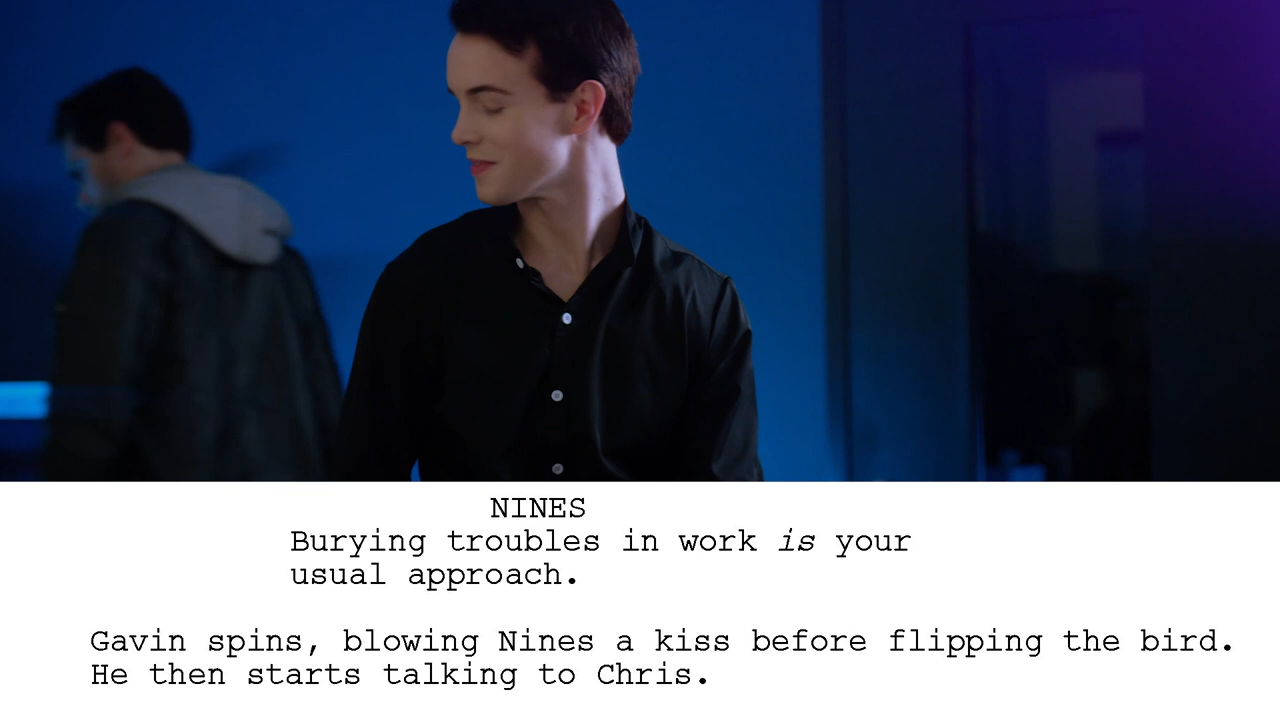 NINES
Burying troubles in work is your
usual approach.
Gavin spins, blowing Nines a kiss before flipping the bird.
He then starts talking to Chris.